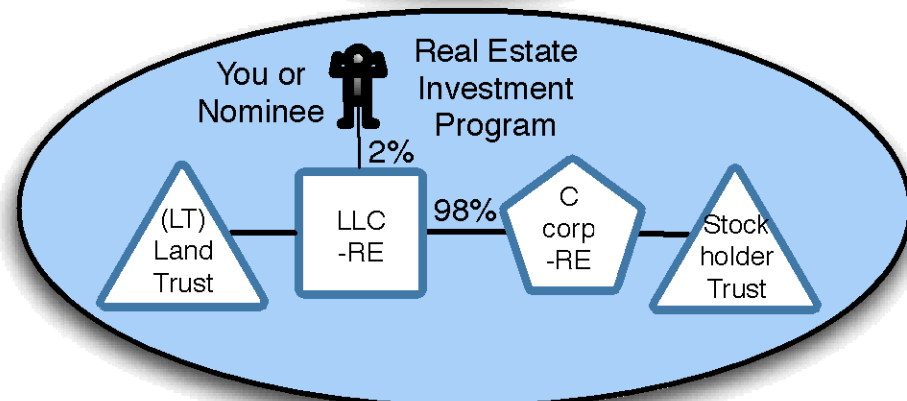 You or
Nominee
Real Estate
Investment
Program
2%
(LT)
Land
Trust
LLC
-RE
98%
C
corp
-RE
Stock
holder
Trust